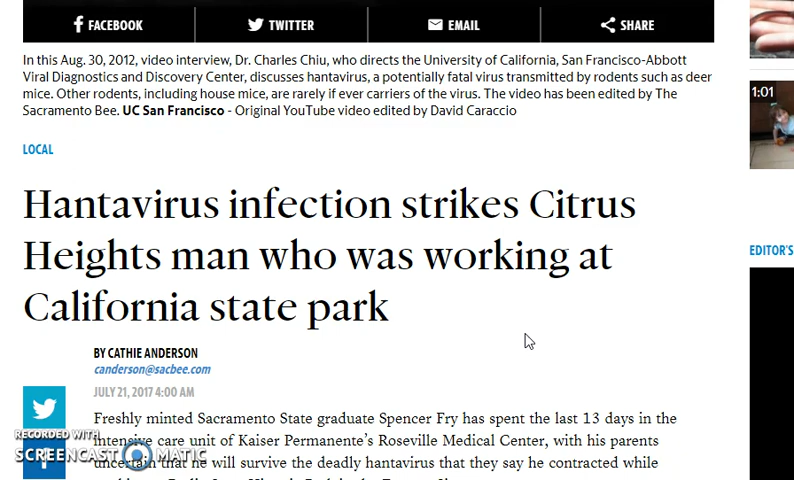 FACEBOOK TWITTER EMAIL SHARE
In this Aug. 30, 2012, video interview, Dr. Charles Chiu, who directs the University of California, San Francisco-Abbott
Viral Diagnostics and Discovery Center, discusses hantavirus, a potentially fatal virus transmitted by rodents such as deer
mice. Other rodents, including house mice, are rarely if ever carriers of the virus. The video has been edited by The
Sacramento Bee. UC San Francisco - Original YouTube video edited by David Caraccio
1:01
LOCAL
Hantavirus infection strikes Citrus
Heights man who was working at
California state park
EDITOR'S
BY CATHIE ANDERSON
canderson@sacbee.com
JULY 21, 2017 4:00 AM
Freshly minted Sacramento State graduate Spencer Fry has spent the last 13 days in the
intensive care unit of Kaiser Permanente's Roseville Medical Center, with his parents
uncertain that he will survive the deadly hantavirus that they say he contracted while
RECORDED WITH
SCREENCAST MATIC